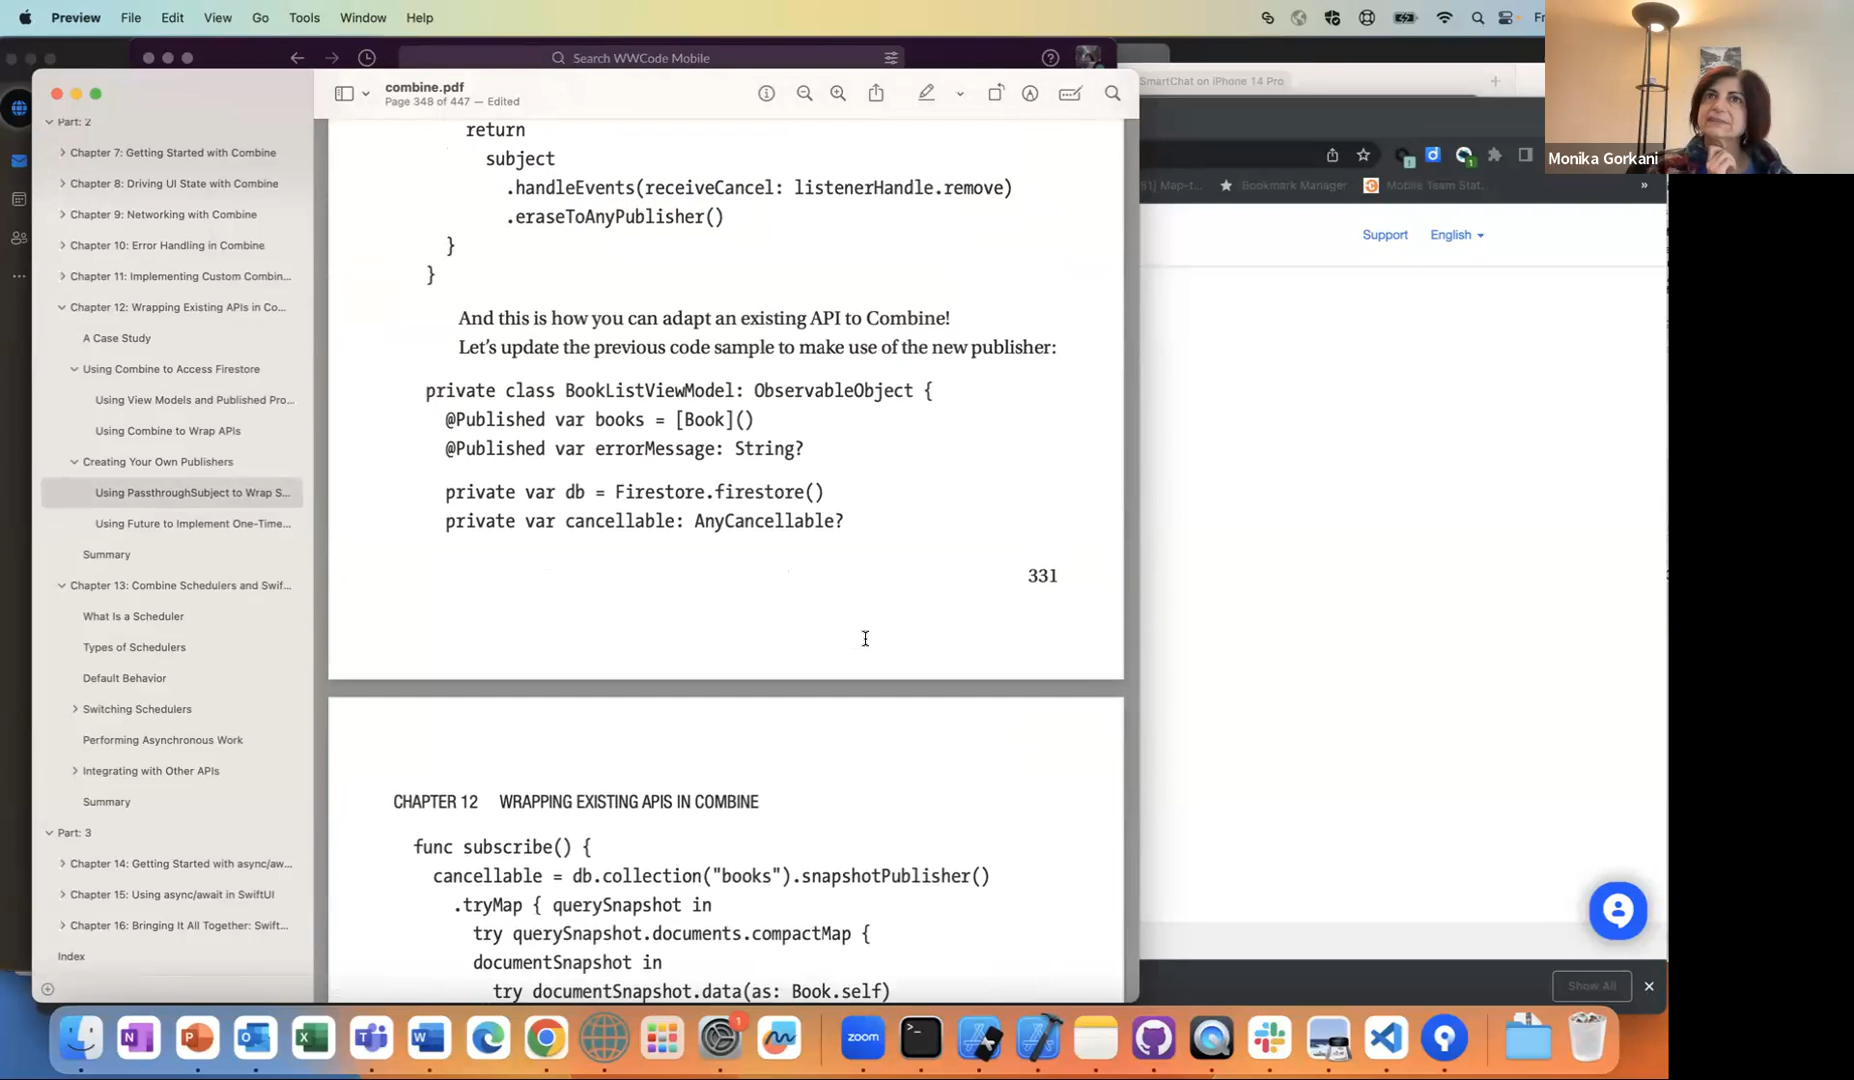 Preview File Edit View Go Tools Window Help
Search WWCode Mobile
SmartChat on iPhone 14 Pro
Monika Gorkani
combine.pdf
Page 348 of 447 — Edited
Part: 2
Chapter 7: Getting Started with Combine
Chapter 8: Driving UI State with Combine
Chapter 9: Networking with Combine
Chapter 10: Error Handling in Combine
Chapter 11: Implementing Custom Combin...
Chapter 12: Wrapping Existing APIs in Co...
A Case Study
Using Combine to Access Firestore
Using View Models and Published Pro...
Using Combine to Wrap APIs
Creating Your Own Publishers
Using PassthroughSubject to Wrap S...
Using Future to Implement One-Time...
Summary
Chapter 13: Combine Schedulers and Swif...
What Is a Scheduler
Types of Schedulers
Default Behavior
Switching Schedulers
Performing Asynchronous Work
Integrating with Other APIs
Summary
Part: 3
Chapter 14: Getting Started with async/aw...
Chapter 15: Using async/await in SwiftUI
Chapter 16: Bringing It All Together: Swift...
Index
return
subject
.handleEvents(receiveCancel: listenerHandle.remove)
.eraseToAnyPublisher()
}
}
And this is how you can adapt an existing API to Combine!
Let's update the previous code sample to make use of the new publisher:
private class BookListViewModel: ObservableObject {
@Published var books = [Book]()
@Published var errorMessage: String?
private var db = Firestore.firestore()
private var cancellable: AnyCancellable?
331
CHAPTER 12 WRAPPING EXISTING APIS IN COMBINE
func subscribe() {
cancellable = db.collection("books").snapshotPublisher()
.tryMap { querySnapshot in
try querySnapshot.documents.compactMap {
documentSnapshot in
try documentSnapshot.data(as: Book.self)
Bookmark Manager
Mobile Team Stat...
Support
English
Show All
zoom